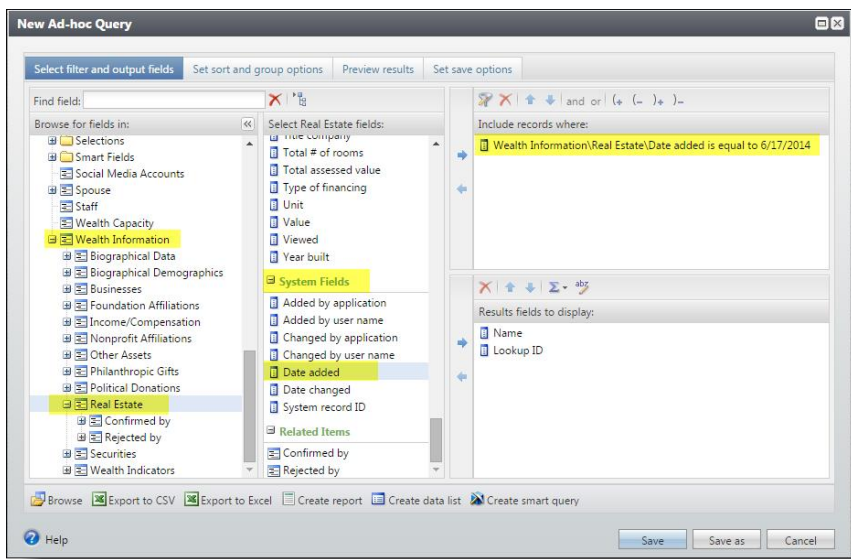 New Ad-hoc Query
Select filter and output fields
Set sort and group options
Preview results
Set save options
Find field:
and or (+ (- )+ )-
Browse for fields in:
Select Real Estate fields:
Include records where:
Selections
Smart Fields
Social Media Accounts
Spouse
Staff
Wealth Capacity
Wealth Information
Biographical Data
Biographical Demographics
Businesses
Foundation Affiliations
Income/Compensation
Nonprofit Affiliations
Other Assets
Philanthropic Gifts
Political Donations
Real Estate
Confirmed by
Rejected by
Securities
Wealth Indicators
Title company
Total # of rooms
Total assessed value
Type of financing
Unit
Value
Viewed
Year built
System Fields
Added by application
Added by user name
Changed by application
Changed by user name
Date added
Date changed
System record ID
Related Items
Confirmed by
Rejected by
Wealth Information\Real Estate\Date added is equal to 6/17/2014
Σ abz
Results fields to display:
Name
Lookup ID
Browse
Export to CSV
Export to Excel
Create report
Create data list
Create smart query
Help
Save
Save as
Cancel